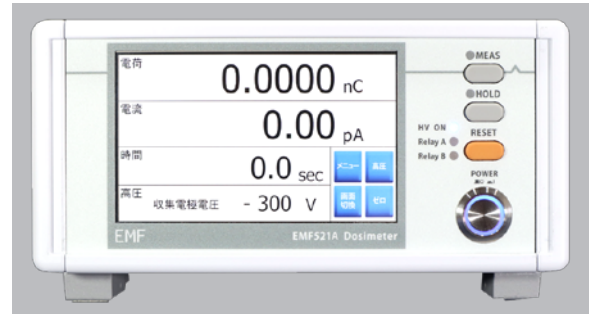 電荷
0.0000 nC
電流
0.00 pA
時間
0.0 sec
メニュー 高圧
高圧 収集電極電圧 - 300 V
画面 ゼロ
切換
EMF
EMF521A Dosimeter
MEAS
HOLD
HV ON
RESET
Relay A
Relay B
POWER